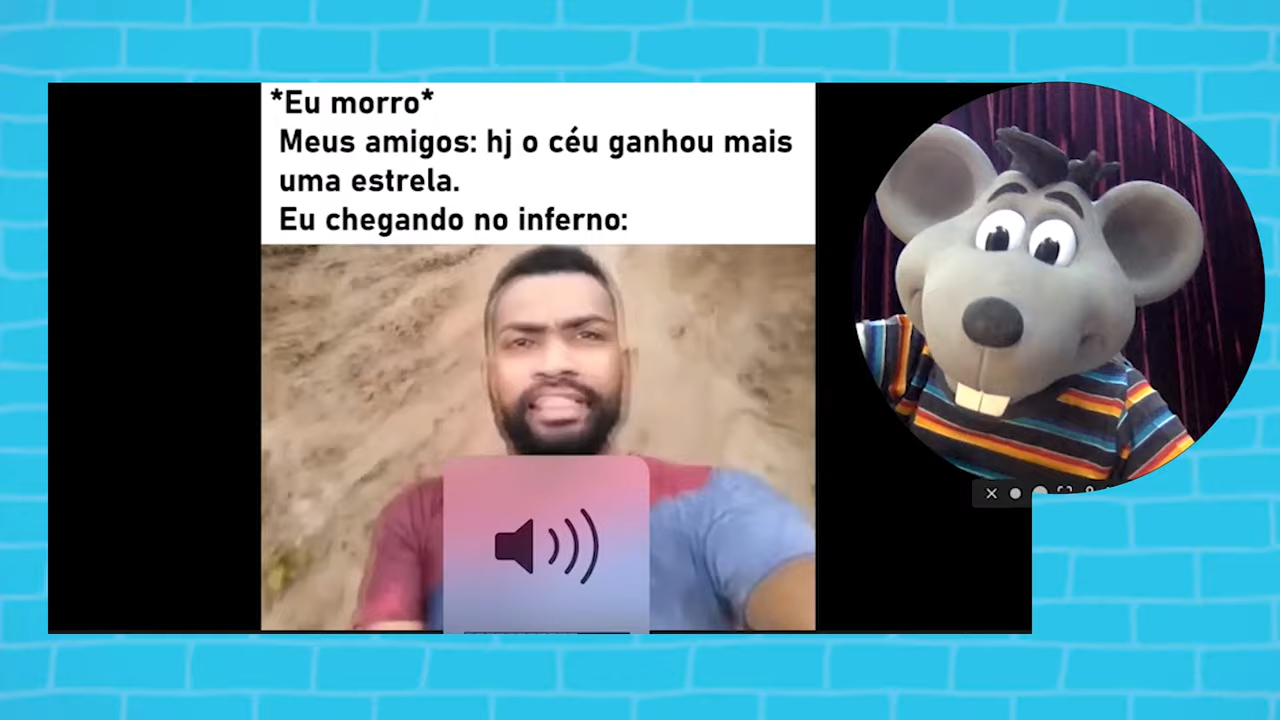 *Eu morro*
Meus amigos: hj o céu ganhou mais
uma estrela.
Eu chegando no inferno: